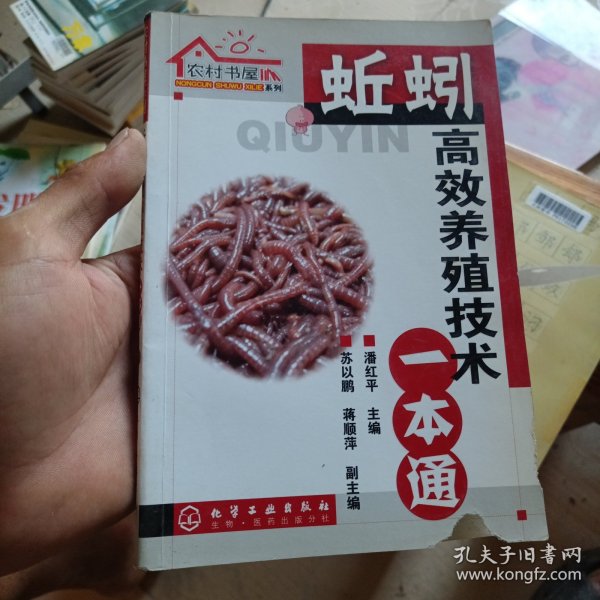 农村书屋
NONGCUN SHUWU XILIE 系列
蚯蚓
QIUYIN
高效养殖技术
一本通
潘红平 主编
苏以鹏 蒋顺萍 副主编
化学工业出版社
生物·医药出版分社
孔夫子旧书网
www.kongfz.com